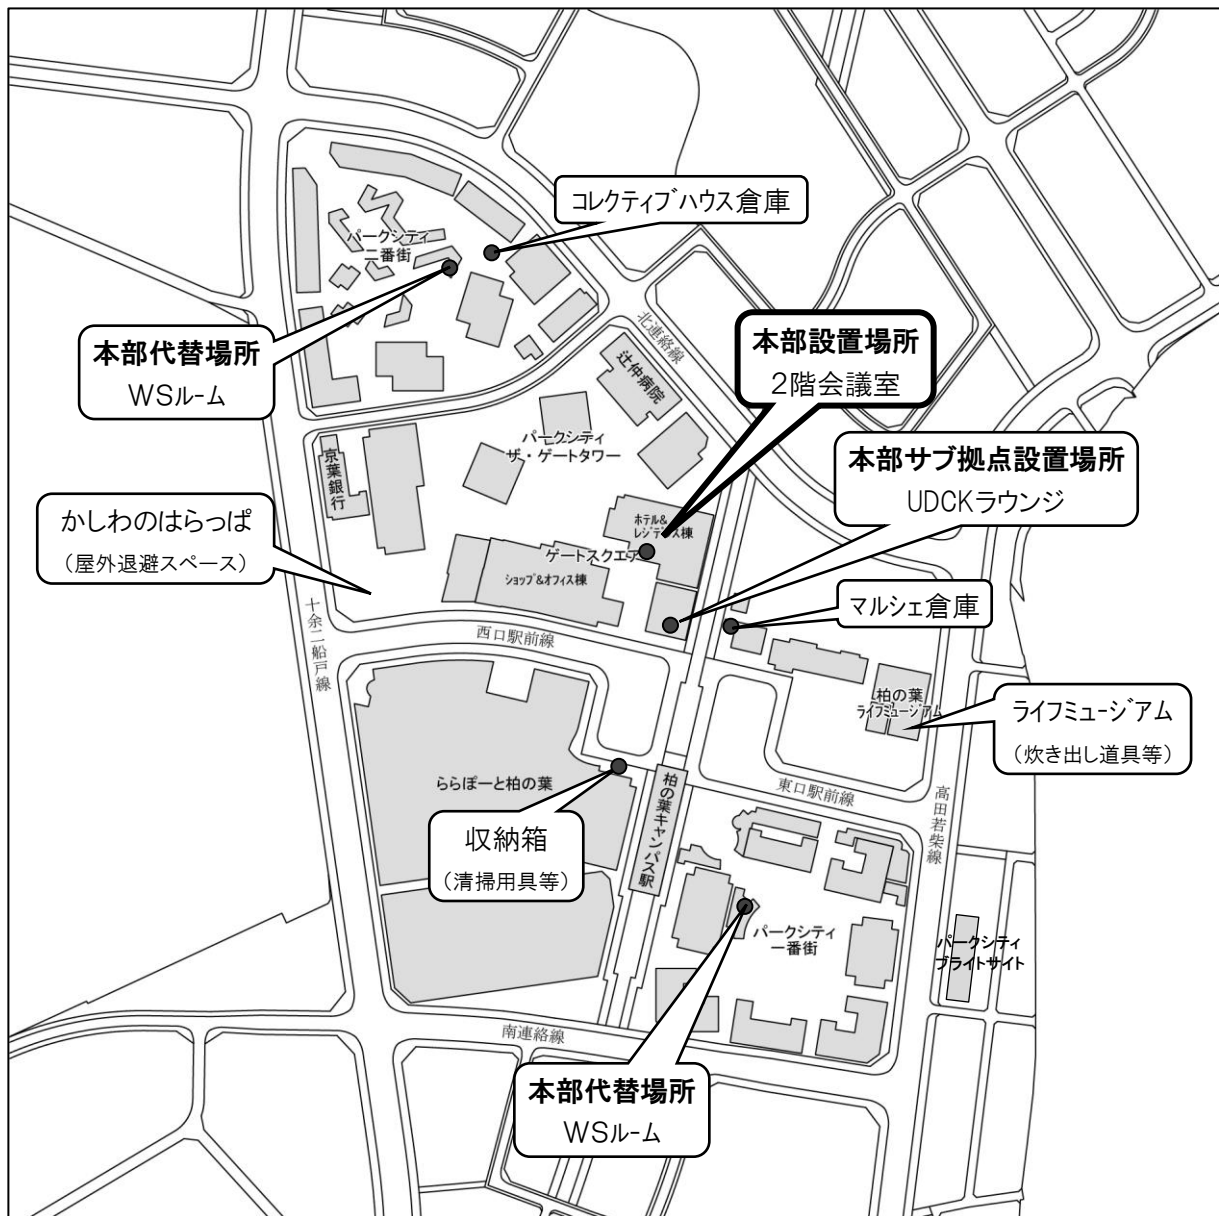 コレクティブハウス倉庫
パークシティ
二番街
本部代替場所
WSルーム
北連絡線
本部設置場所
2階会議室
辻仲病院
パークシティ
ザ・ゲートタワー
京葉銀行
本部サブ拠点設置場所
UDCKラウンジ
かしわのはらっぱ
(屋外退避スペース)
ホテル&
レジデンス棟
ゲートスクエア
ショップ&オフィス棟
マルシェ倉庫
十余二船戸線
西口駅前線
柏の葉
ライフミュージアム
ライフミュージアム
(炊き出し道具等)
ららぽーと柏の葉
柏の葉キャンパス駅
東口駅前線
高田若柴線
収納箱
(清掃用具等)
パークシティ
一番街
パークシティ
ブライトサイト
南連絡線
本部代替場所
WSルーム